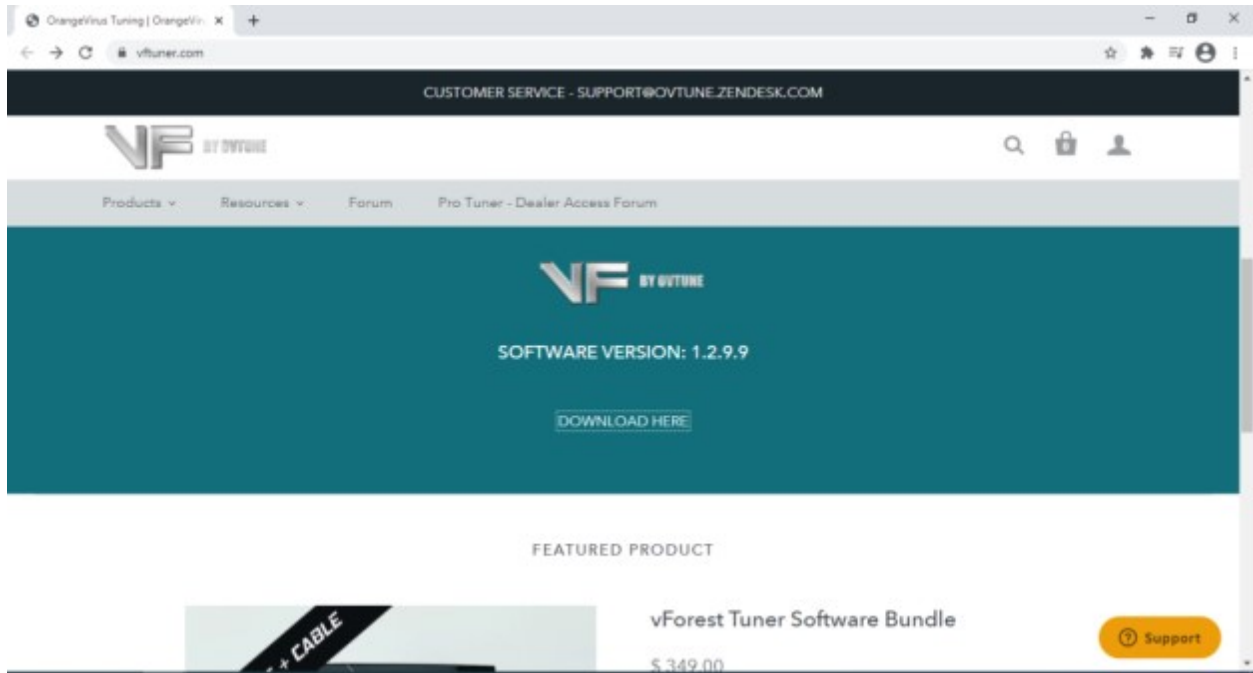 OrangeVirus Tuning | OrangeVir
vftuner.com
CUSTOMER SERVICE - SUPPORT@OVTUNE.ZENDESK.COM
VF BY OVTUNE
Products Resources Forum Pro Tuner - Dealer Access Forum
VF BY OVTUNE
SOFTWARE VERSION: 1.2.9.9
DOWNLOAD HERE
FEATURED PRODUCT
+ CABLE
vForest Tuner Software Bundle
$ 349.00
Support